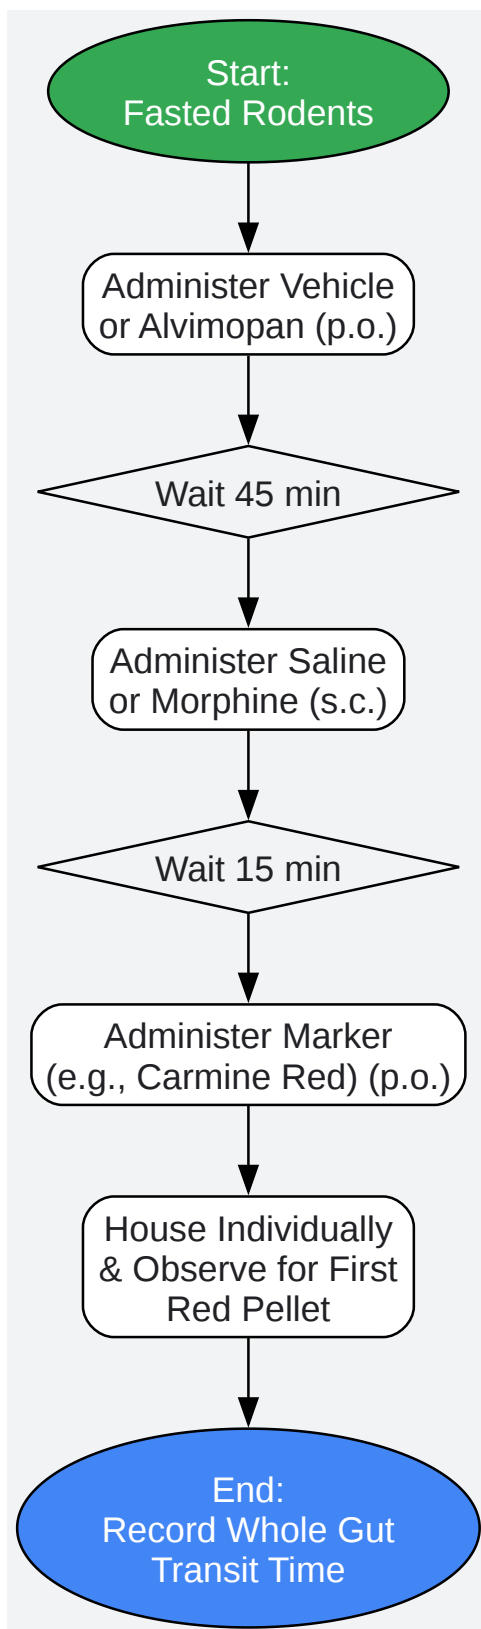 Start:
Fasted Rodents
Administer Vehicle
or Alvimopan (p.o.)
Wait 45 min
Administer Saline
or Morphine (s.c.)
Wait 15 min
Administer Marker
(e.g., Carmine Red) (p.o.)
House Individually
& Observe for First
Red Pellet
End:
Record Whole Gut
Transit Time